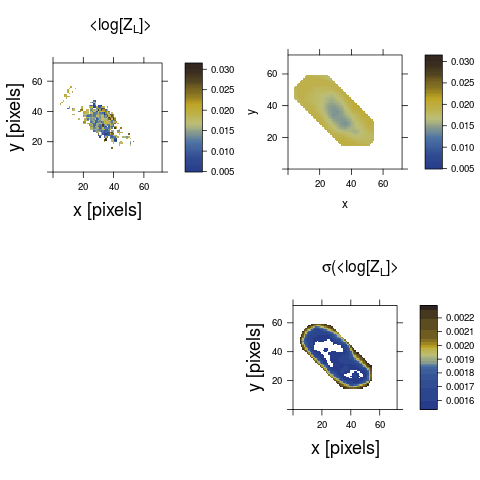 <log[Z_L]>
0.030
0.025
0.020
0.015
0.010
0.005
60
40
20
20 40 60
y [pixels]
x [pixels]
0.030
0.025
0.020
0.015
0.010
0.005
60
40
20
20 40 60
y
x
σ(<log[Z_L]>
0.0022
0.0021
0.0020
0.0019
0.0018
0.0017
0.0016
60
40
20
20 40 60
y [pixels]
x [pixels]